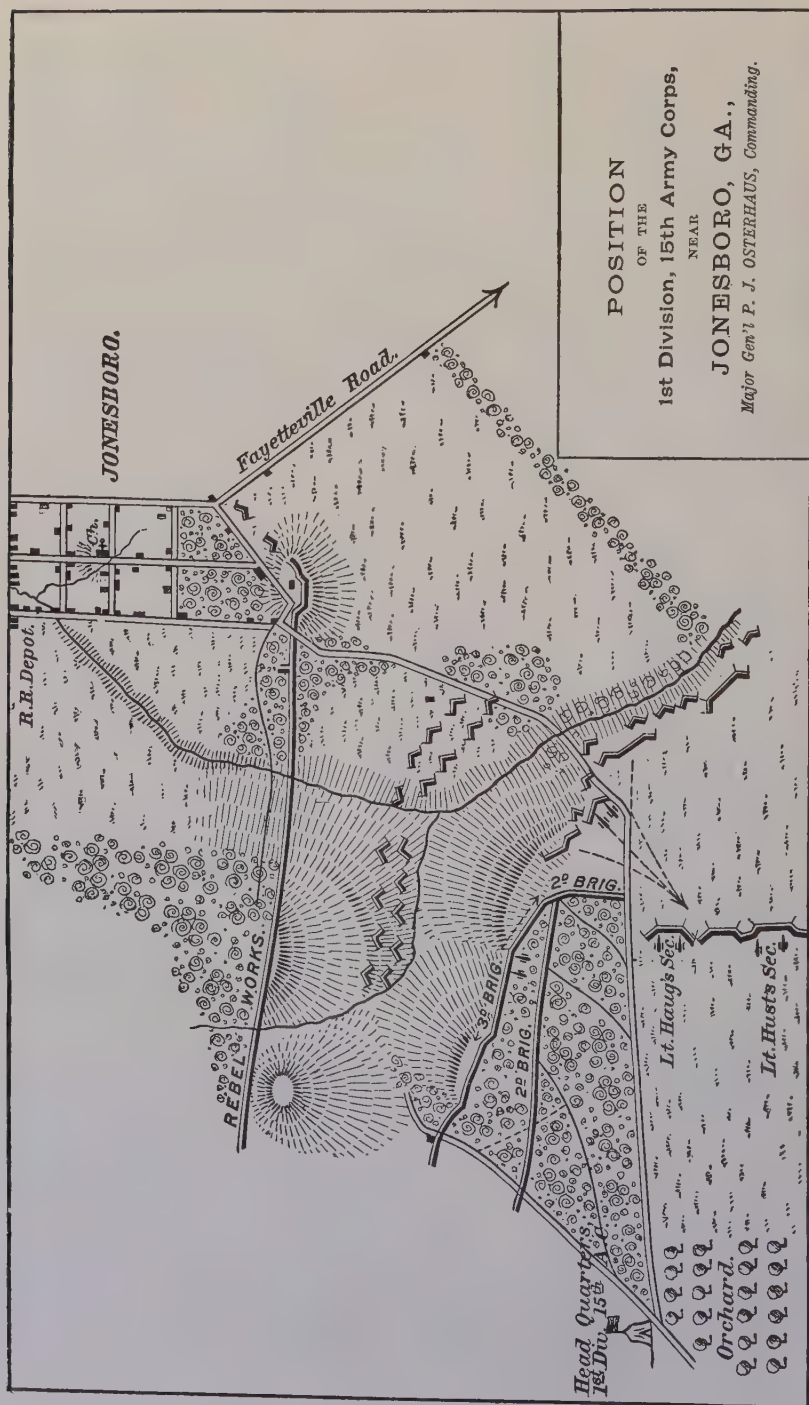 POSITION
OF THE
1st Division, 15th Army Corps,
NEAR
JONESBORO, GA.,
Major Gen'l P. J. OSTERHAUS, Commanding.
JONESBORO.
Fayetteville Road.
R.R. Depot.
Ch.
REBEL WORKS.
3D BRIG.
2D BRIG.
2D BRIG.
Lt. Haug's Sec.
Lt. Hust's Sec.
Head Quarters,
1st Div. 15th A.C.
Orchard.